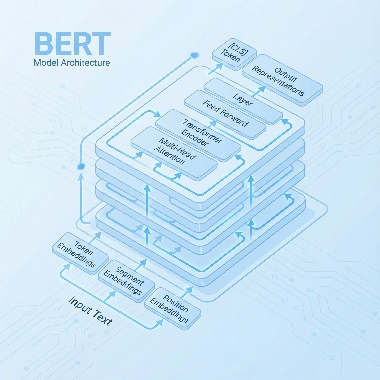 BERT
Model Architecture
[CLS]
Token
Output
Representations
Layer
Feed Forward
Transformer
Encoder
Multi-Head
Attention
Token
Embeddings
Segment
Embeddings
Position
Embeddings
Input Text